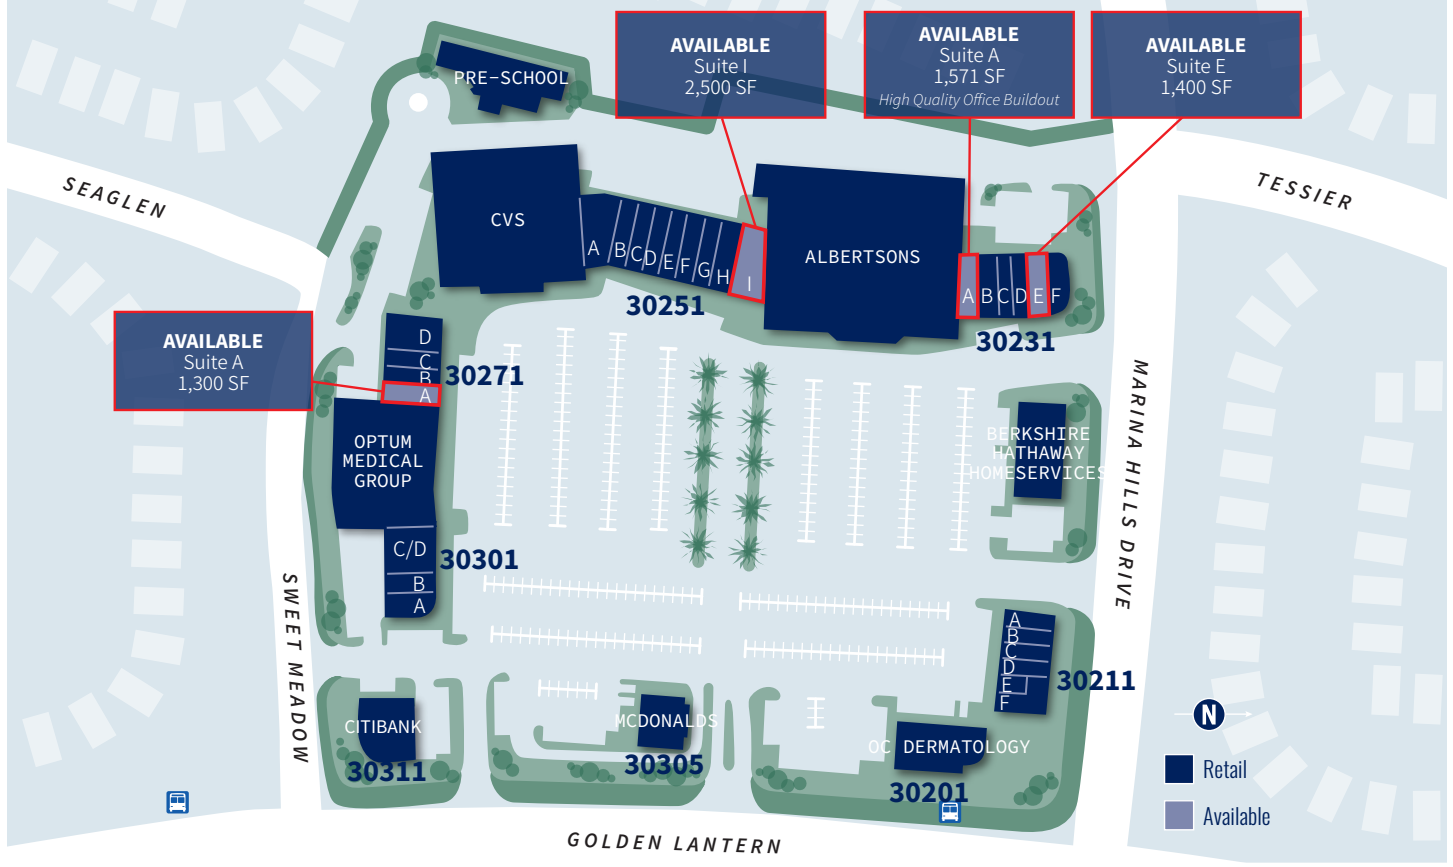 AVAILABLE
Suite I
2,500 SF
AVAILABLE
Suite A
1,571 SF
High Quality Office Buildout
AVAILABLE
Suite E
1,400 SF
PRE-SCHOOL
SEAGLEN
TESSIER
CVS
A B C D E F G H I
30251
ALBERTSONS
A B C D E F
30231
AVAILABLE
Suite A
1,300 SF
D
C
B
A
30271
OPTUM
MEDICAL
GROUP
C/D
B
A
30301
BERKSHIRE
HATHAWAY
HOMESERVICES
MARINA HILLS DRIVE
SWEET MEADOW
A
B
C
D
E
F
30211
CITIBANK
30311
MCDONALDS
30305
OC DERMATOLOGY
30201
N
Retail
Available
GOLDEN LANTERN